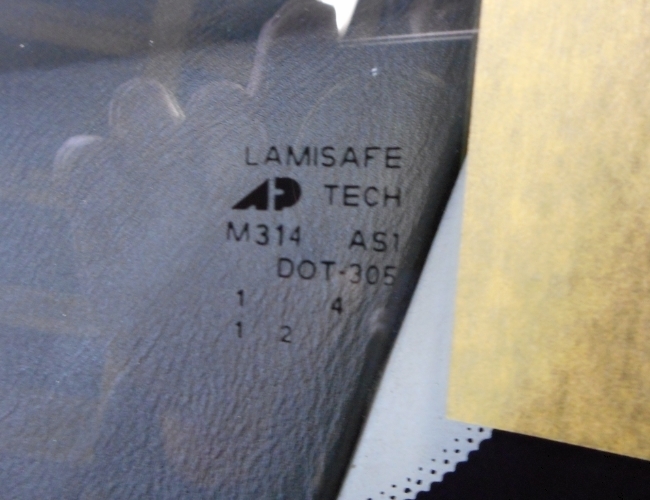 LAMISAFE
AP TECH
M314 AS1
DOT-305
1 4
1 2